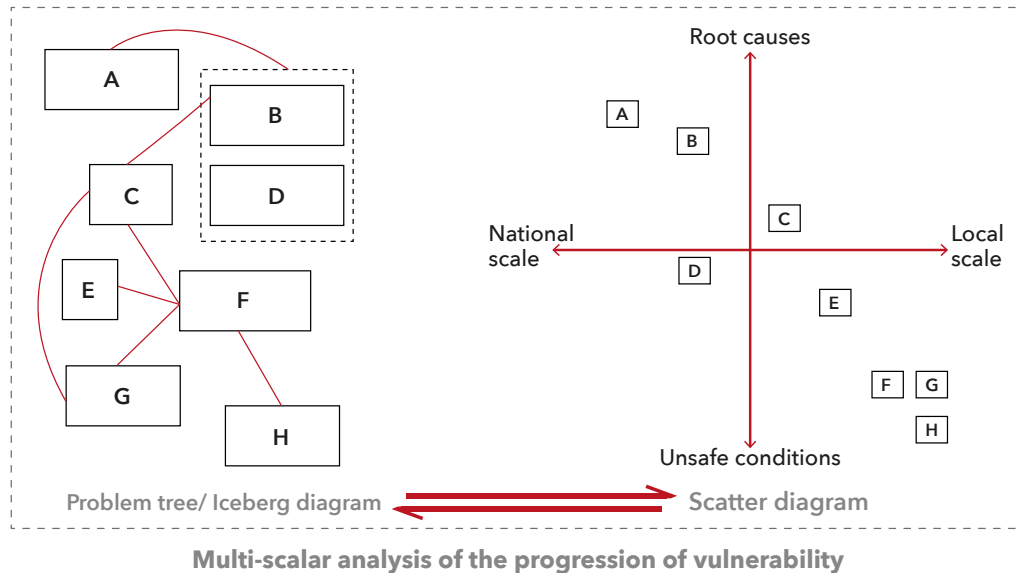 A
B
C
D
E
F
G
H
Root causes
A
B
C
National
scale
Local
scale
D
E
F
G
H
Unsafe conditions
Problem tree/ Iceberg diagram
Scatter diagram
Multi-scalar analysis of the progression of vulnerability